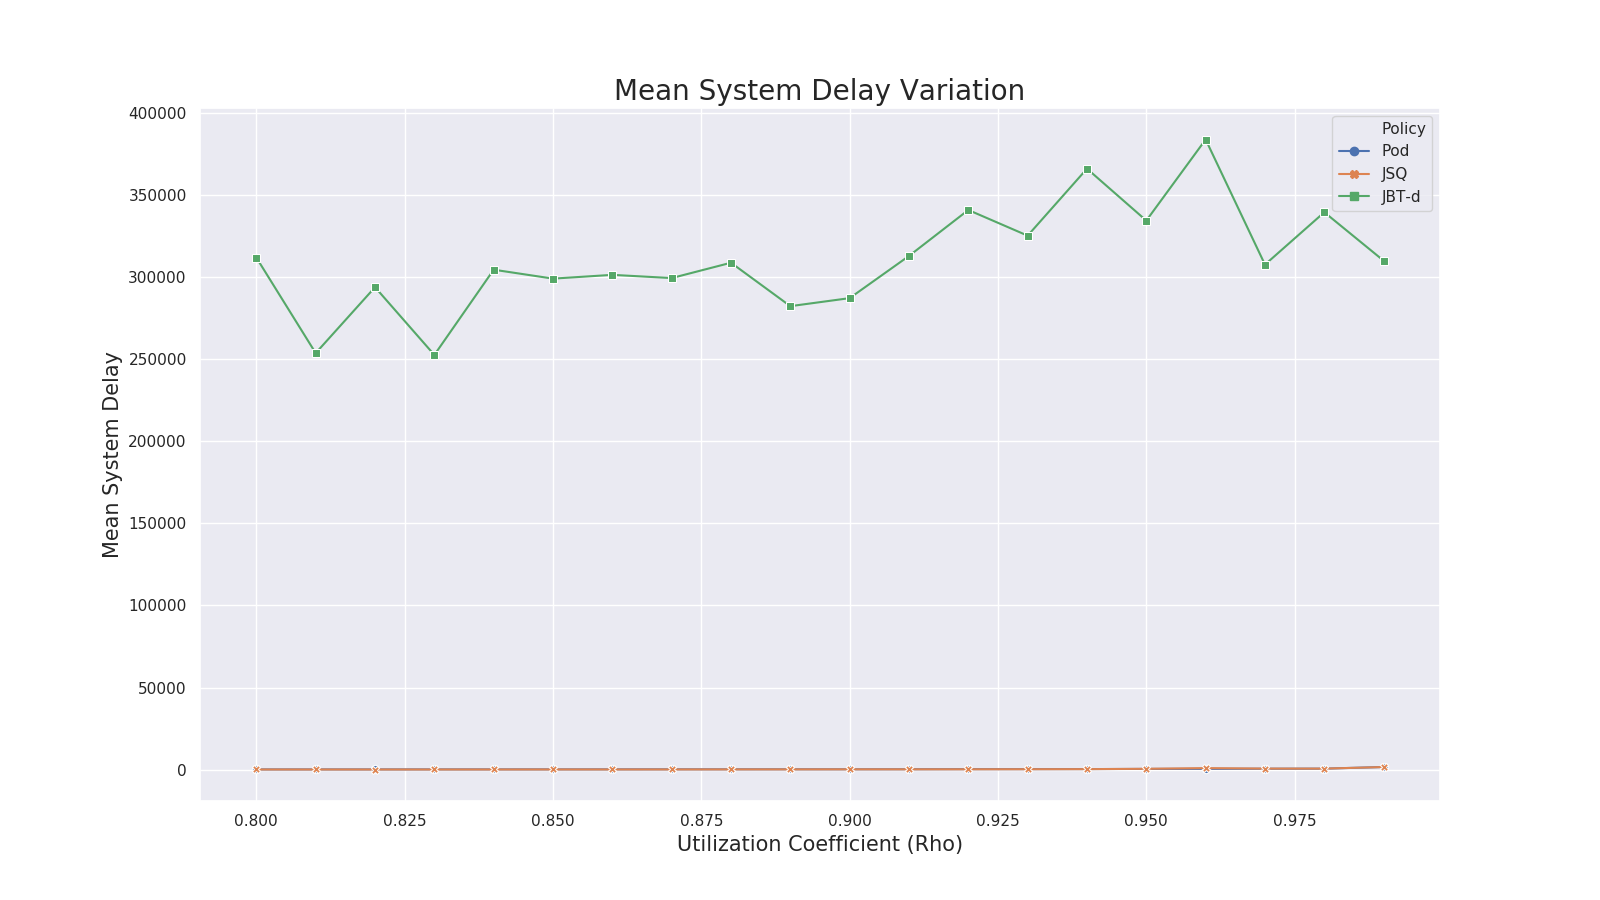 Mean System Delay Variation
400000
350000
300000
250000
200000
150000
100000
50000
0
Mean System Delay
Policy
Pod
JSQ
JBT-d
0.800 0.825 0.850 0.875 0.900 0.925 0.950 0.975
Utilization Coefficient (Rho)